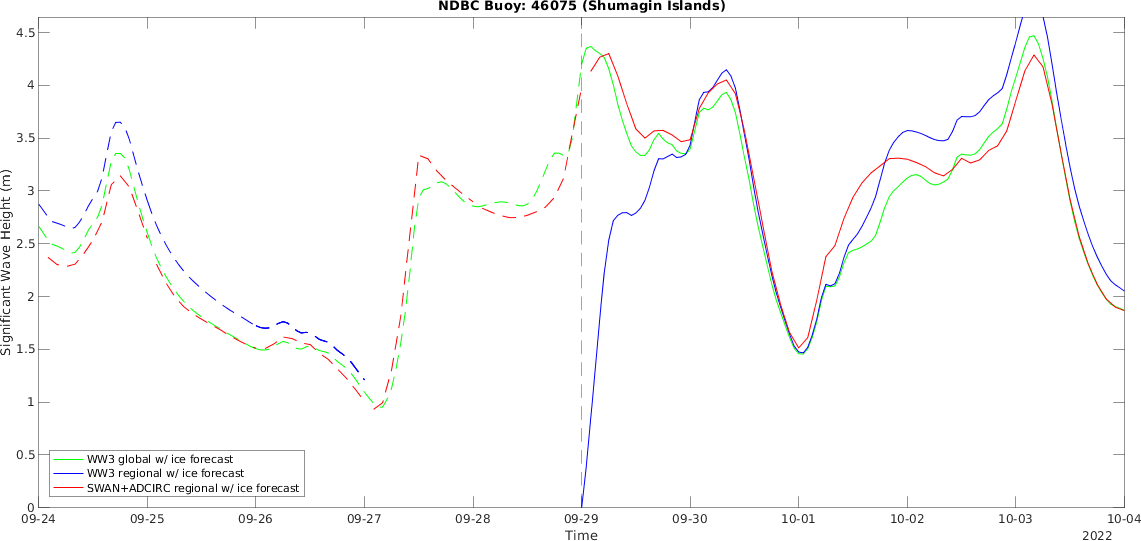 NDBC Buoy: 46075 (Shumagin Islands)
4.5
4
3.5
3
2.5
2
1.5
1
0.5
0
Significant Wave Height (m)
WW3 global w/ ice forecast
WW3 regional w/ ice forecast
SWAN+ADCIRC regional w/ ice forecast
09-24 09-25 09-26 09-27 09-28 09-29 09-30 10-01 10-02 10-03 10-04
Time
2022